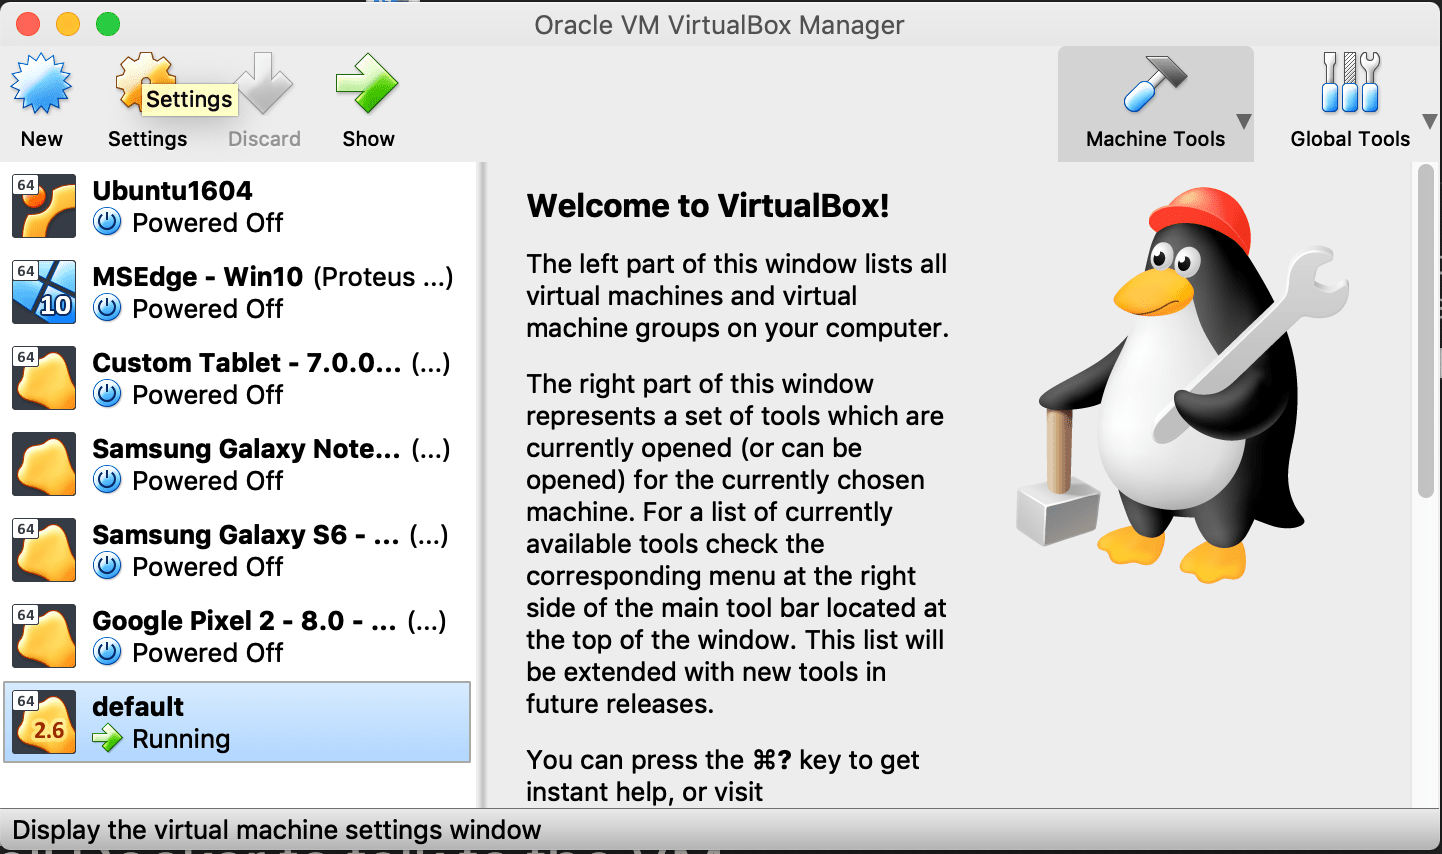 Oracle VM VirtualBox Manager
New
Settings
Settings
Discard
Show
Machine Tools
Global Tools
64
Ubuntu1604
Powered Off
64
10
MSEdge - Win10 (Proteus ...)
Powered Off
64
Custom Tablet - 7.0.0... (...)
Powered Off
64
Samsung Galaxy Note... (...)
Powered Off
64
Samsung Galaxy S6 - ... (...)
Powered Off
64
Google Pixel 2 - 8.0 - ... (...)
Powered Off
64
2.6
default
Running
Welcome to VirtualBox!
The left part of this window lists all
virtual machines and virtual
machine groups on your computer.
The right part of this window
represents a set of tools which are
currently opened (or can be
opened) for the currently chosen
machine. For a list of currently
available tools check the
corresponding menu at the right
side of the main tool bar located at
the top of the window. This list will
be extended with new tools in
future releases.
You can press the ⌘? key to get
instant help, or visit
Display the virtual machine settings window